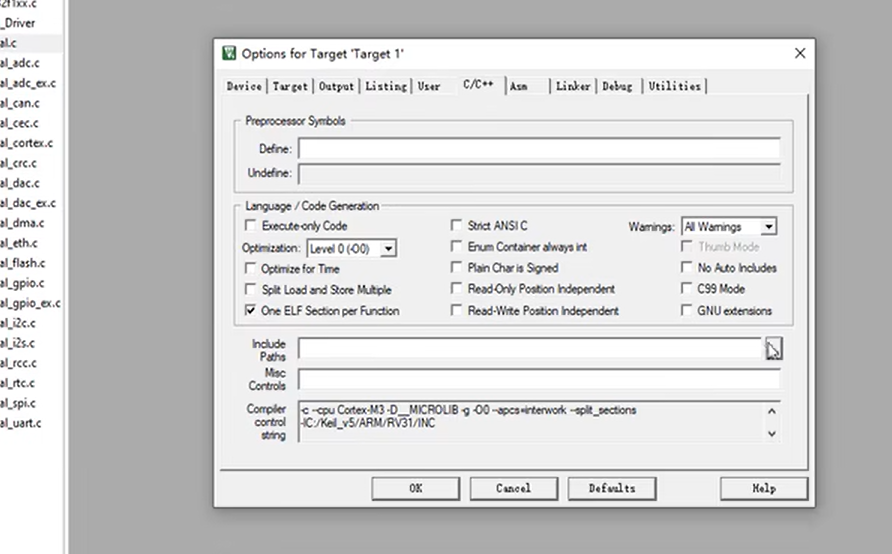 _Driver
al.c
al_adc.c
al_adc_ex.c
al_can.c
al_cec.c
al_cortex.c
al_crc.c
al_dac.c
al_dac_ex.c
al_dma.c
al_eth.c
al_flash.c
al_gpio.c
al_gpio_ex.c
al_i2c.c
al_i2s.c
al_rcc.c
al_rtc.c
al_spi.c
al_uart.c
Options for Target 'Target 1'
Device Target Output Listing User C/C++ Asm Linker Debug Utilities
Preprocessor Symbols
Define:
Undefine:
Language / Code Generation
Execute-only Code Strict ANSI C Warnings: All Warnings
Optimization: Level 0 (-O0) Enum Container always int Thumb Mode
Optimize for Time Plain Char is Signed No Auto Includes
Split Load and Store Multiple Read-Only Position Independent C99 Mode
One ELF Section per Function Read-Write Position Independent GNU extensions
Include
Paths
Misc
Controls
Compiler
control
string
-c --cpu Cortex-M3 -D__MICROLIB -g -O0 --apcs=interwork --split_sections
-IC:/Keil_v5/ARM/RV31/INC
OK Cancel Defaults Help